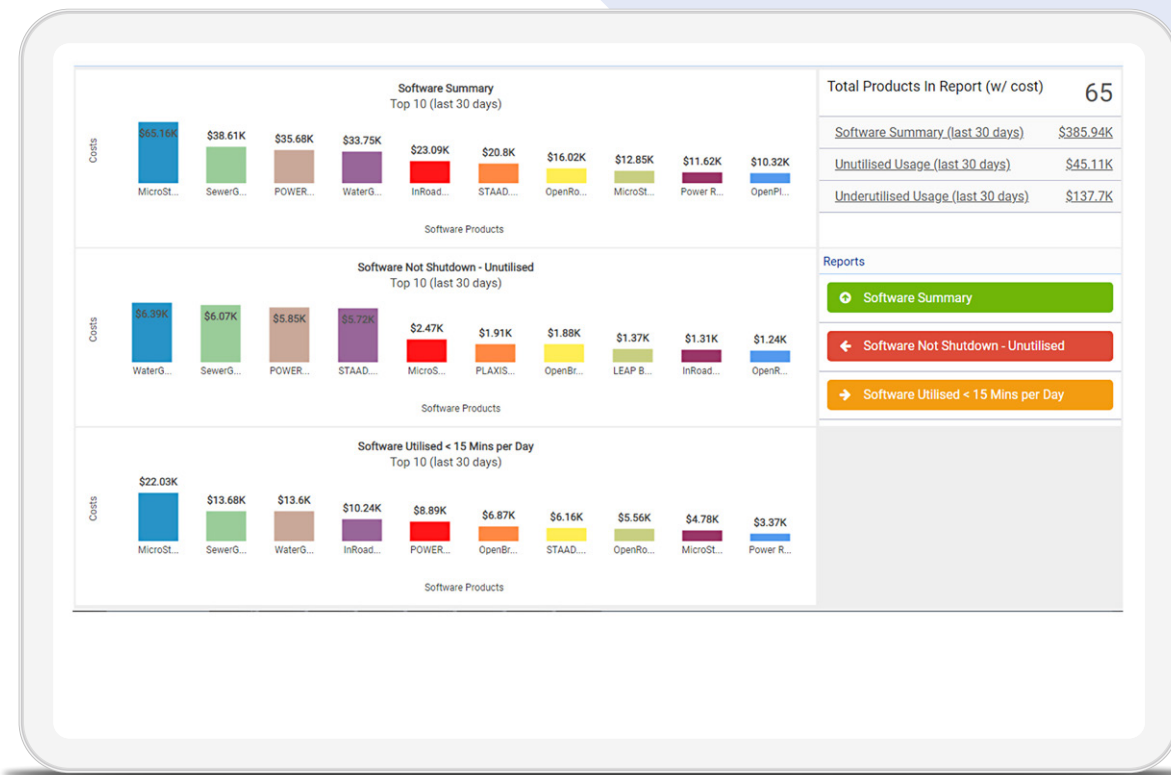 Software Summary
Top 10 (last 30 days)
Costs
$65.16K $38.61K $35.68K $33.75K $23.09K $20.8K $16.02K $12.85K $11.62K $10.32K
MicroSt... SewerG... POWER... WaterG... InRoad... STAAD... OpenRo... MicroSt... Power R... OpenPl...
Software Products
Software Not Shutdown - Unutilised
Top 10 (last 30 days)
Costs
$6.39K $6.07K $5.85K $5.72K $2.47K $1.91K $1.88K $1.37K $1.31K $1.24K
WaterG... SewerG... POWER... STAAD.... MicroS... PLAXIS... OpenBr... LEAP B... InRoad... OpenR...
Software Products
Software Utilised < 15 Mins per Day
Top 10 (last 30 days)
Costs
$22.03K $13.68K $13.6K $10.24K $8.89K $6.87K $6.16K $5.56K $4.78K $3.37K
MicroSt... SewerG... WaterG... InRoad... POWER... OpenBr... STAAD.... OpenRo... MicroSt... Power R...
Software Products
Total Products In Report (w/ cost) 65
Software Summary (last 30 days) $385.94K
Unutilised Usage (last 30 days) $45.11K
Underutilised Usage (last 30 days) $137.7K
Reports
Software Summary
Software Not Shutdown - Unutilised
Software Utilised < 15 Mins per Day